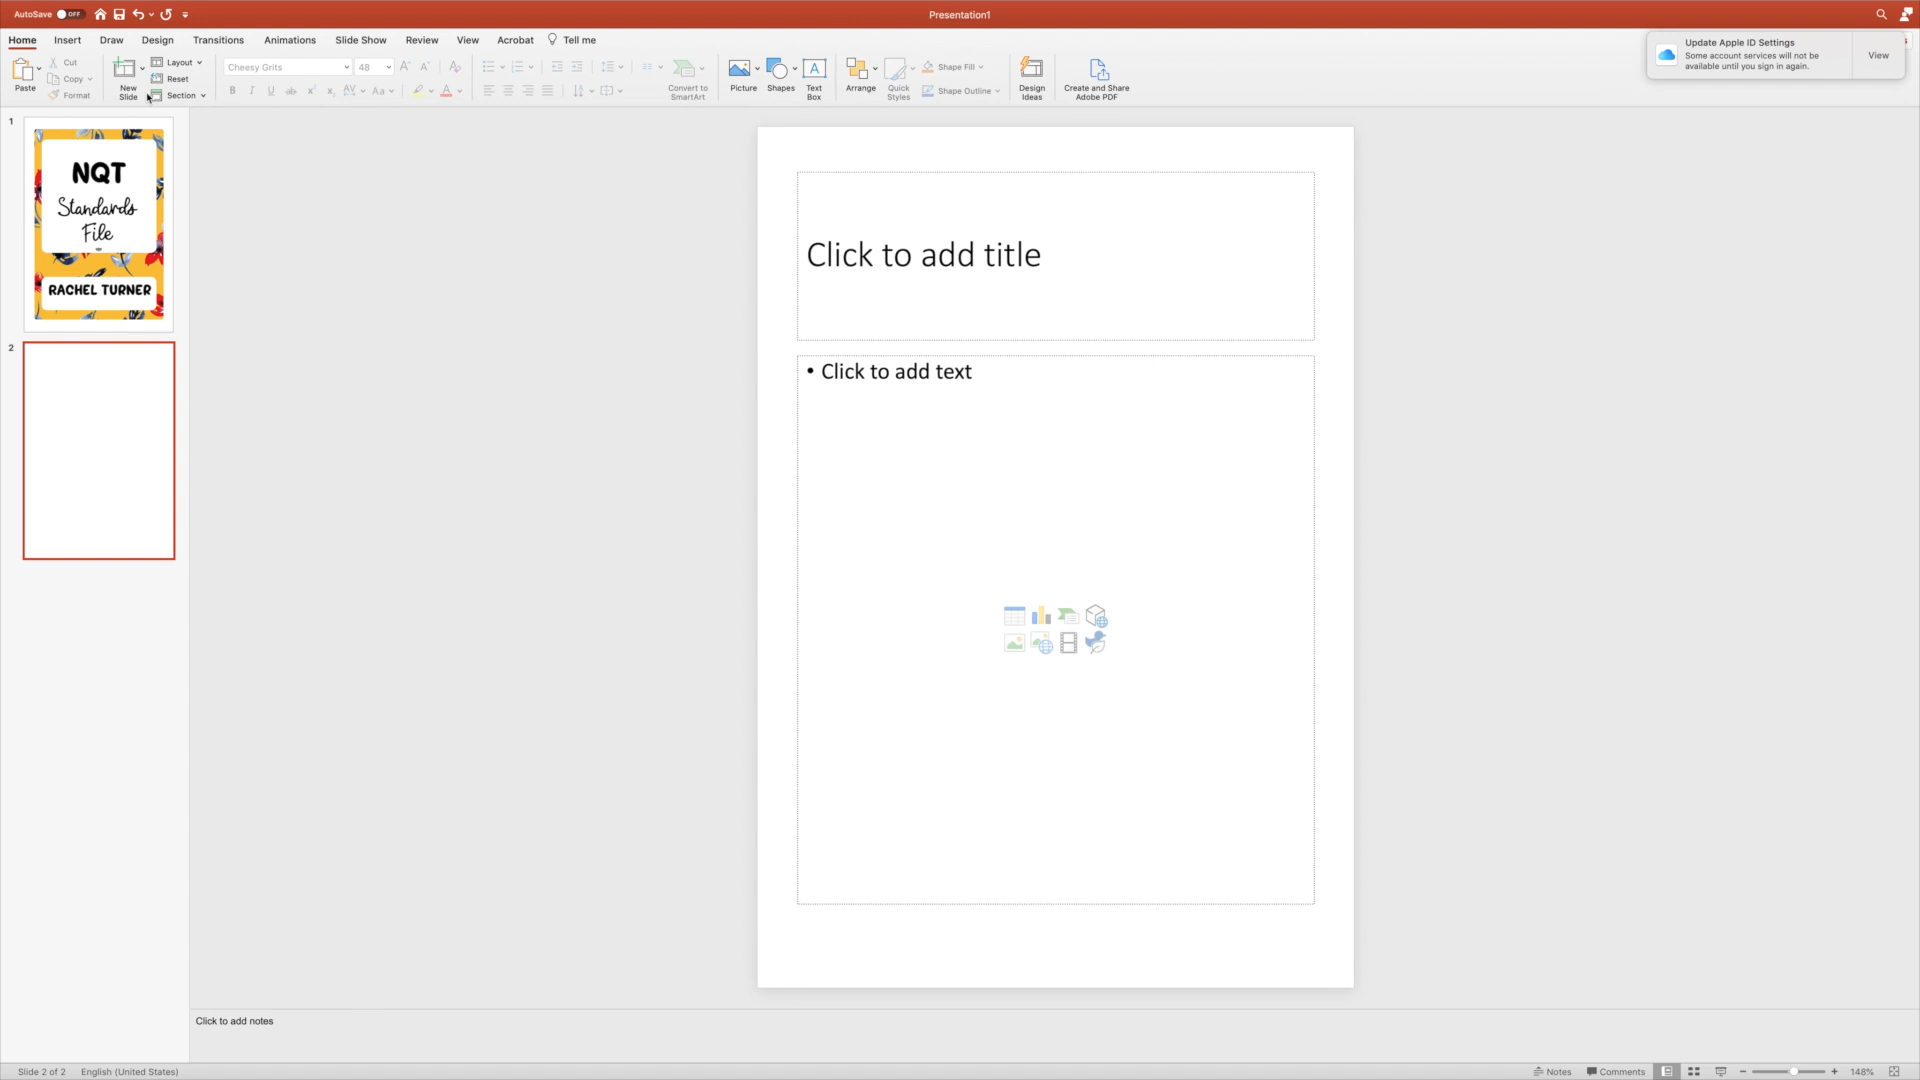 AutoSave OFF
Presentation1
Home Insert Draw Design Transitions Animations Slide Show Review View Acrobat Tell me
Update Apple ID Settings
Some account services will not be
available until you sign in again.
View
Paste
Cut
Copy
Format
New
Slide
Layout
Reset
Section
Cheesy Grits 48
Convert to
SmartArt
Picture
Shapes
Text
Box
Arrange
Quick
Styles
Shape Fill
Shape Outline
Design
Ideas
Create and Share
Adobe PDF
1
NQT
Standards
File
RACHEL TURNER
2
Click to add title
• Click to add text
Click to add notes
Slide 2 of 2 English (United States)
Notes Comments 148%